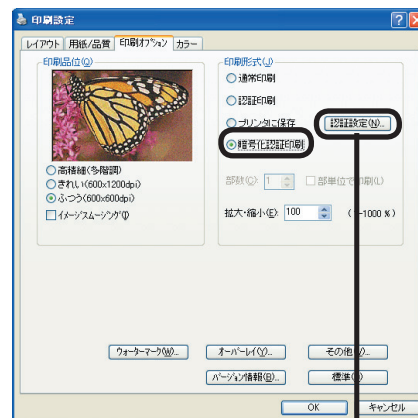 印刷設定
レイアウト 用紙/品質 印刷オプション カラー
印刷品位(Q)
高精細(多階調)
きれい(600x1200dpi)
ふつう(600x600dpi)
イメージスムージング(I)
印刷形式(J)
通常印刷
認証印刷
プリンタに保存 認証設定(N)...
暗号化認証印刷
部数(C): 1 部単位で印刷(L)
拡大・縮小(E): 100 -1000 %)
ウォーターマーク(W)... オーバーレイ(Y)... その他
バージョン情報(B)... 標準
OK キャンセル